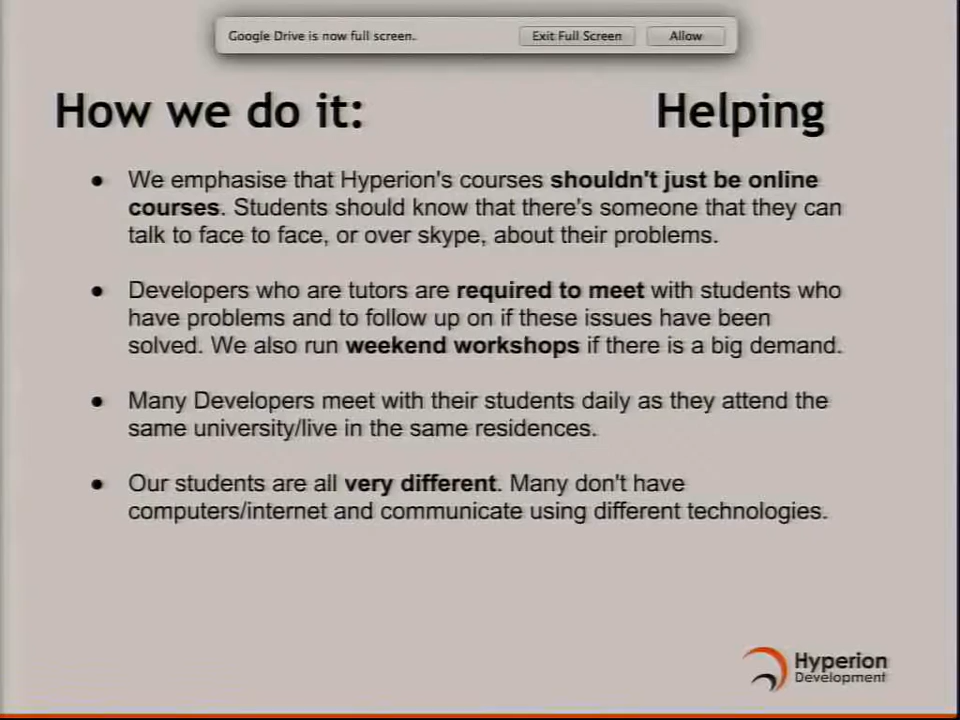 Google Drive is now full screen. Exit Full Screen Allow
How we do it: Helping
● We emphasise that Hyperion's courses shouldn't just be online
courses. Students should know that there's someone that they can
talk to face to face, or over skype, about their problems.
● Developers who are tutors are required to meet with students who
have problems and to follow up on if these issues have been
solved. We also run weekend workshops if there is a big demand.
● Many Developers meet with their students daily as they attend the
same university/live in the same residences.
● Our students are all very different. Many don't have
computers/internet and communicate using different technologies.
Hyperion
Development